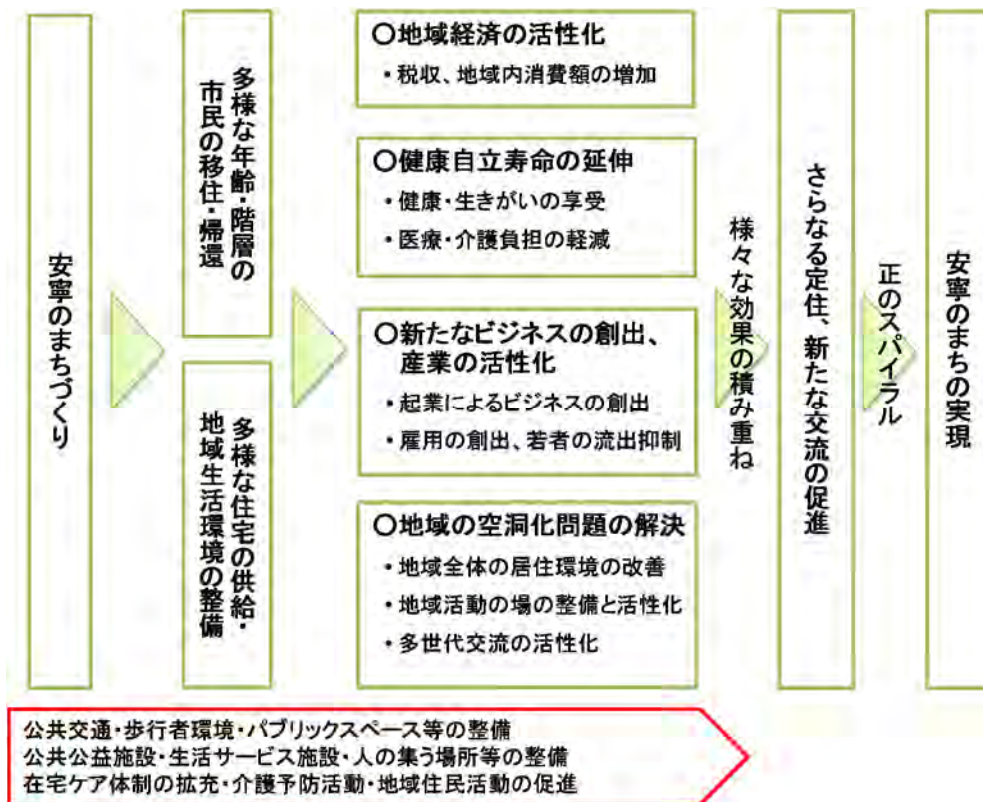 安寧のまちづくり
多様な年齢・階層の
市民の移住・帰還
多様な住宅の供給・
地域生活環境の整備
〇地域経済の活性化
・税収、地域内消費額の増加
〇健康自立寿命の延伸
・健康・生きがいの享受
・医療・介護負担の軽減
〇新たなビジネスの創出、
産業の活性化
・起業によるビジネスの創出
・雇用の創出、若者の流出抑制
〇地域の空洞化問題の解決
・地域全体の居住環境の改善
・地域活動の場の整備と活性化
・多世代交流の活性化
様々な効果の積み重ね
さらなる定住、新たな交流の促進
正のスパイラル
安寧のまちの実現
公共交通・歩行者環境・パブリックスペース等の整備
公共公益施設・生活サービス施設・人の集う場所等の整備
在宅ケア体制の拡充・介護予防活動・地域住民活動の促進